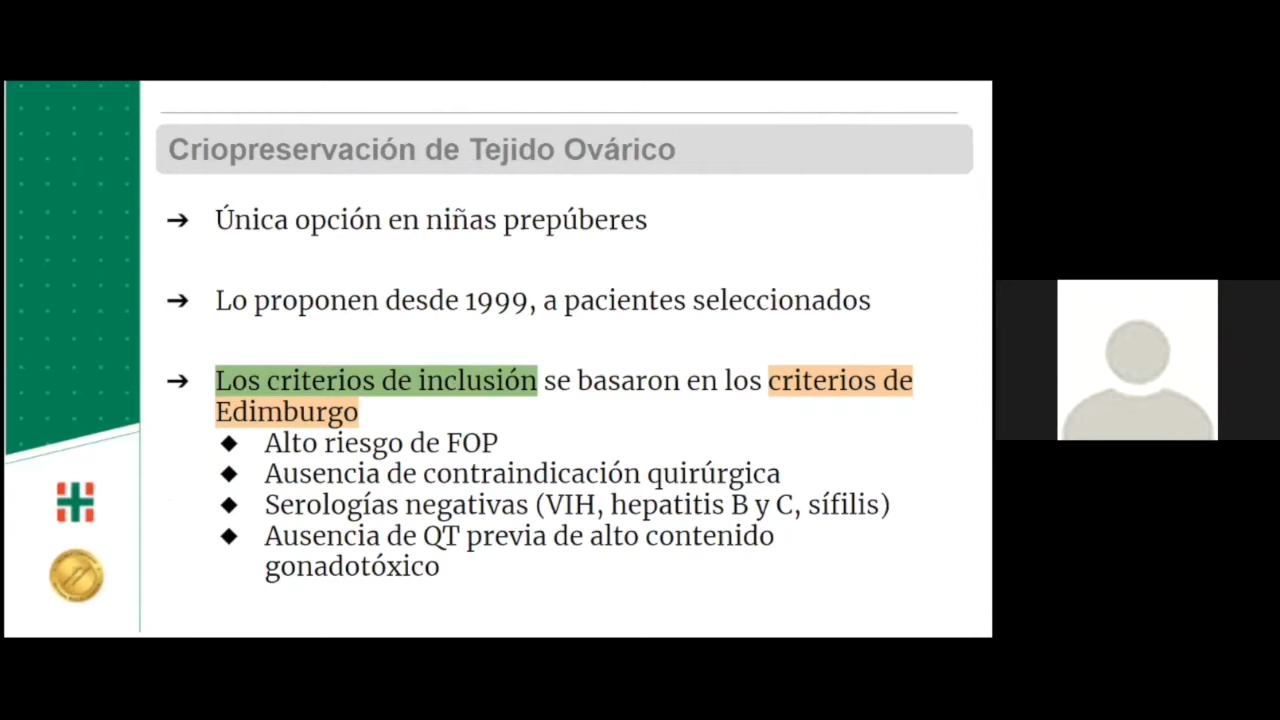 Criopreservación de Tejido Ovárico
➔ Única opción en niñas prepúberes
➔ Lo proponen desde 1999, a pacientes seleccionados
➔ Los criterios de inclusión se basaron en los criterios de
Edimburgo
◆ Alto riesgo de FOP
◆ Ausencia de contraindicación quirúrgica
◆ Serologías negativas (VIH, hepatitis B y C, sífilis)
◆ Ausencia de QT previa de alto contenido
gonadotóxico